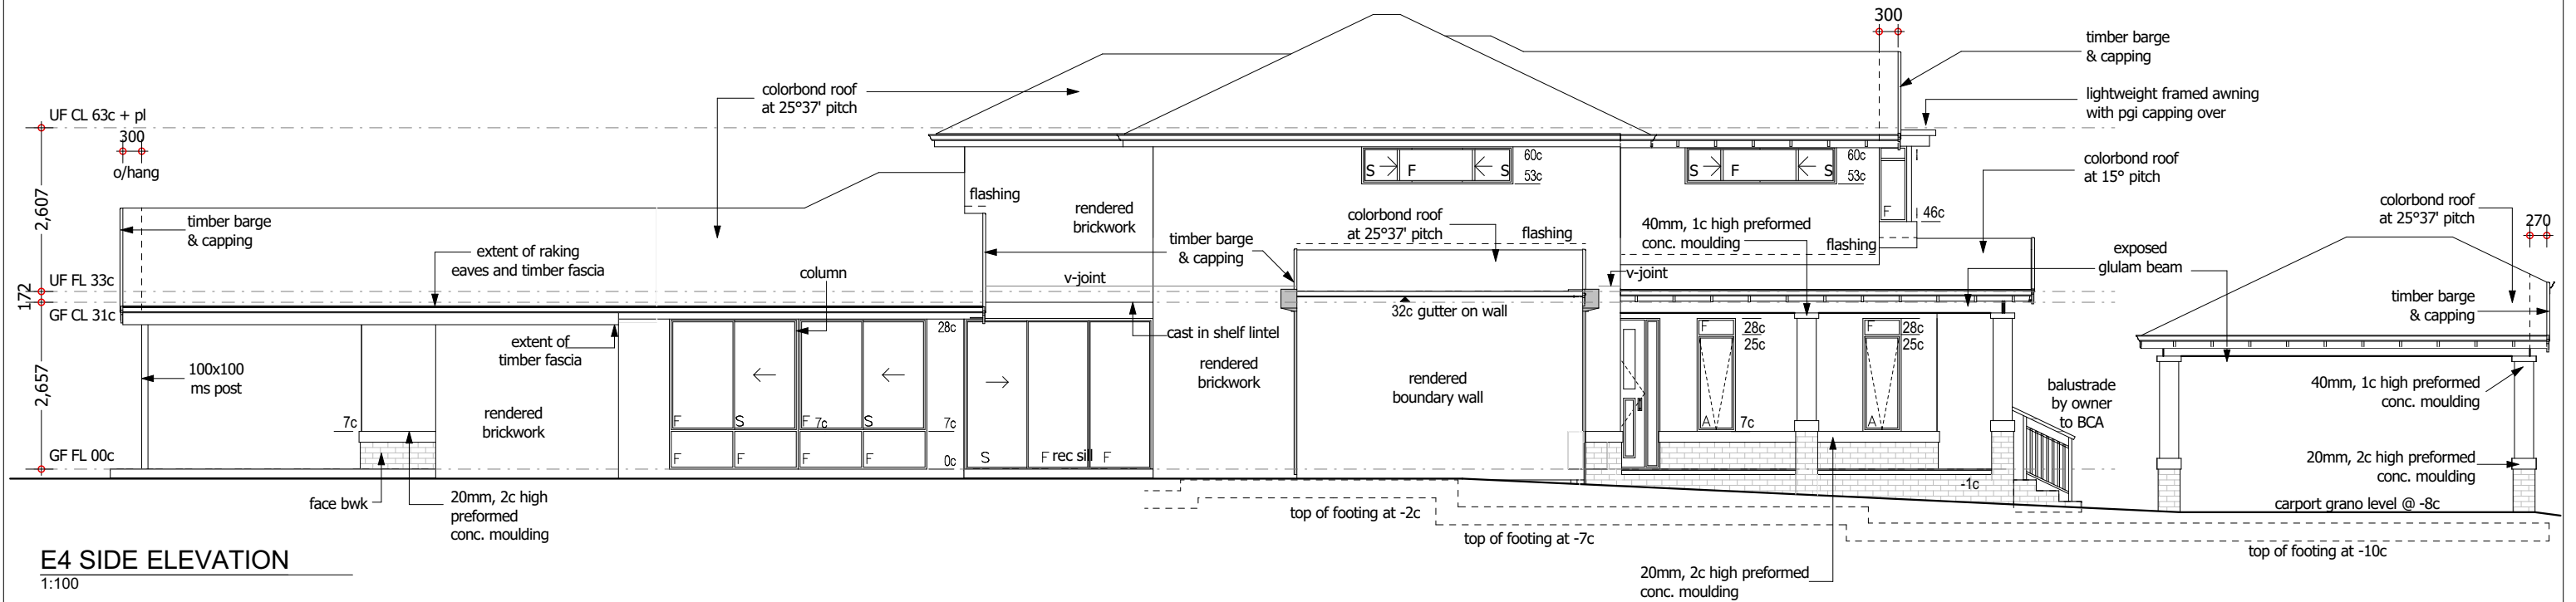 300
timber barge
& capping
lightweight framed awning
with pgi capping over
colorbond roof
at 25°37' pitch
UF CL 63c + pl
300
o/hang
2,607
timber barge
& capping
extent of raking
eaves and timber fascia
column
UF FL 33c
172
GF CL 31c
extent of
timber fascia
100x100
ms post
2,657
7c
rendered
brickwork
GF FL 00c
face bwk
20mm, 2c high
preformed
conc. moulding
F
S
F
7c
S
F
F
F
F
28c
7c
0c
S
F
rec sill
F
flashing
rendered
brickwork
timber barge
& capping
v-joint
cast in shelf lintel
rendered
brickwork
S
F
S
60c
53c
colorbond roof
at 25°37' pitch
flashing
32c gutter on wall
rendered
boundary wall
v-joint
S
F
S
60c
53c
40mm, 1c high preformed
conc. moulding
flashing
F
46c
colorbond roof
at 15° pitch
F
28c
25c
A
7c
F
28c
25c
A
-1c
exposed
glulam beam
balustrade
by owner
to BCA
colorbond roof
at 25°37' pitch
270
timber barge
& capping
40mm, 1c high preformed
conc. moulding
20mm, 2c high preformed
conc. moulding
carport grano level @ -8c
top of footing at -2c
top of footing at -7c
top of footing at -10c
20mm, 2c high preformed
conc. moulding
E4 SIDE ELEVATION
1:100